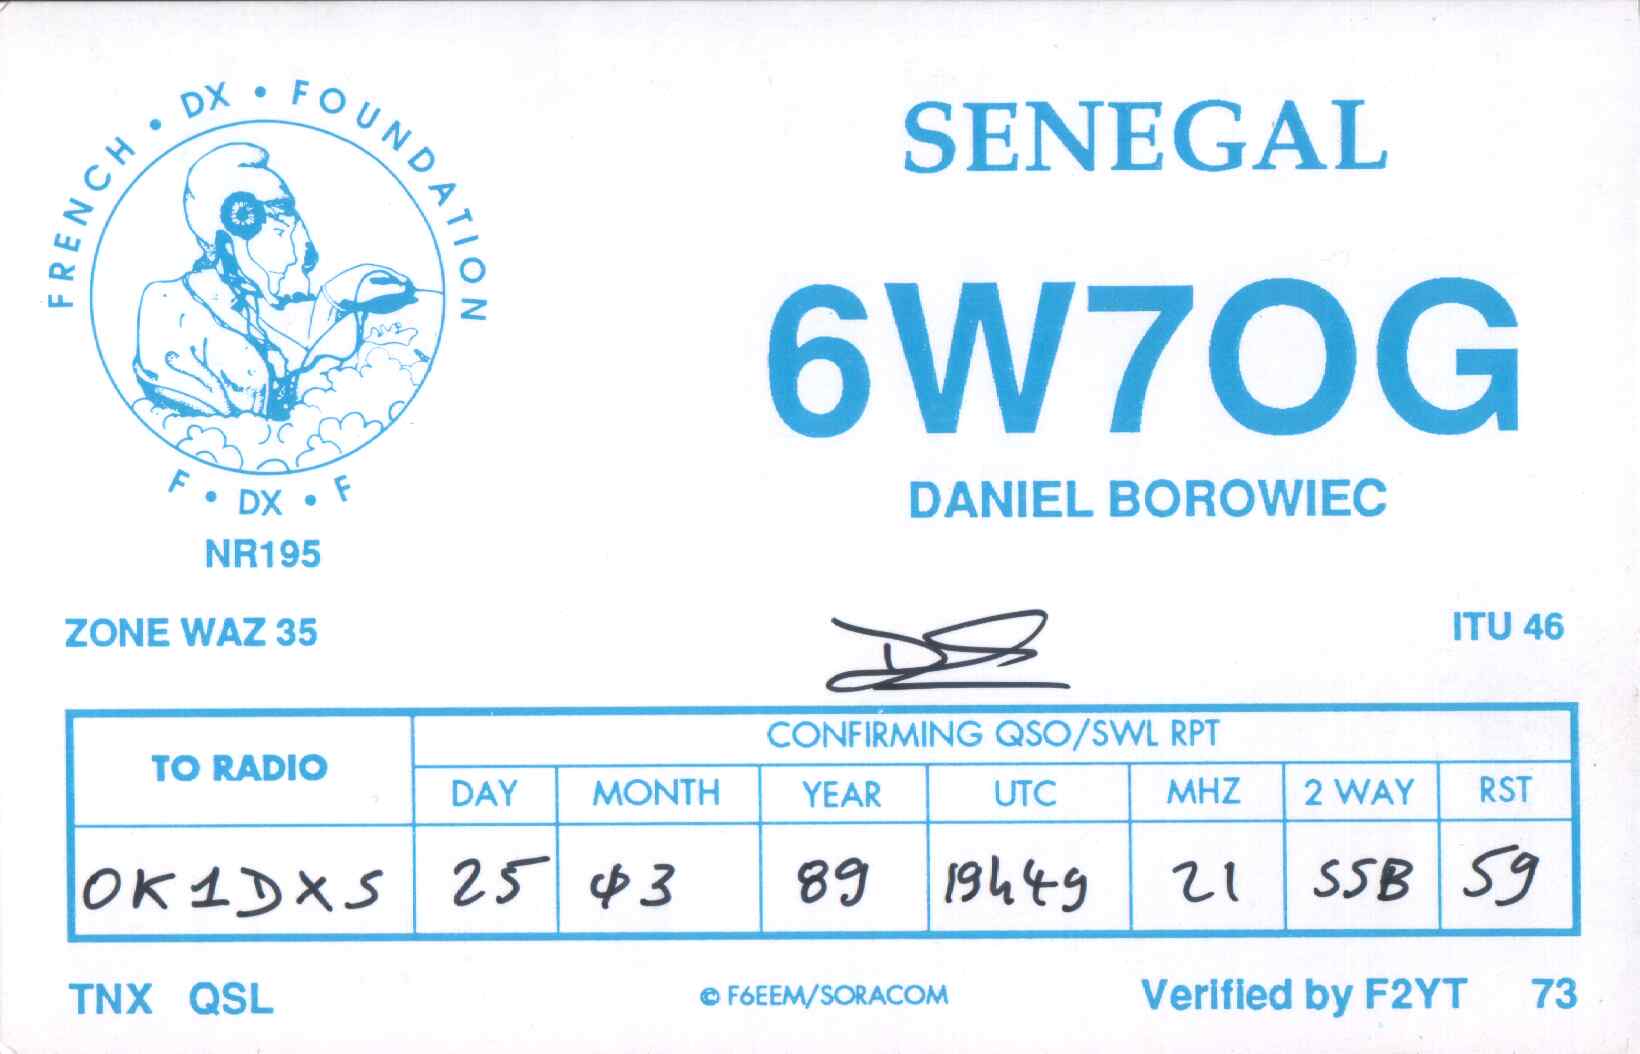 FRENCH · DX · FOUNDATION
F · DX · F
NR195
SENEGAL
6W7OG
DANIEL BOROWIEC
ZONE WAZ 35
ITU 46
TO RADIO
CONFIRMING QSO/SWL RPT
DAY MONTH YEAR UTC MHZ 2 WAY RST
OK1DXS 25 03 89 19h49 21 SSB 59
TNX QSL
© F6EEM/SORACOM
Verified by F2YT 73